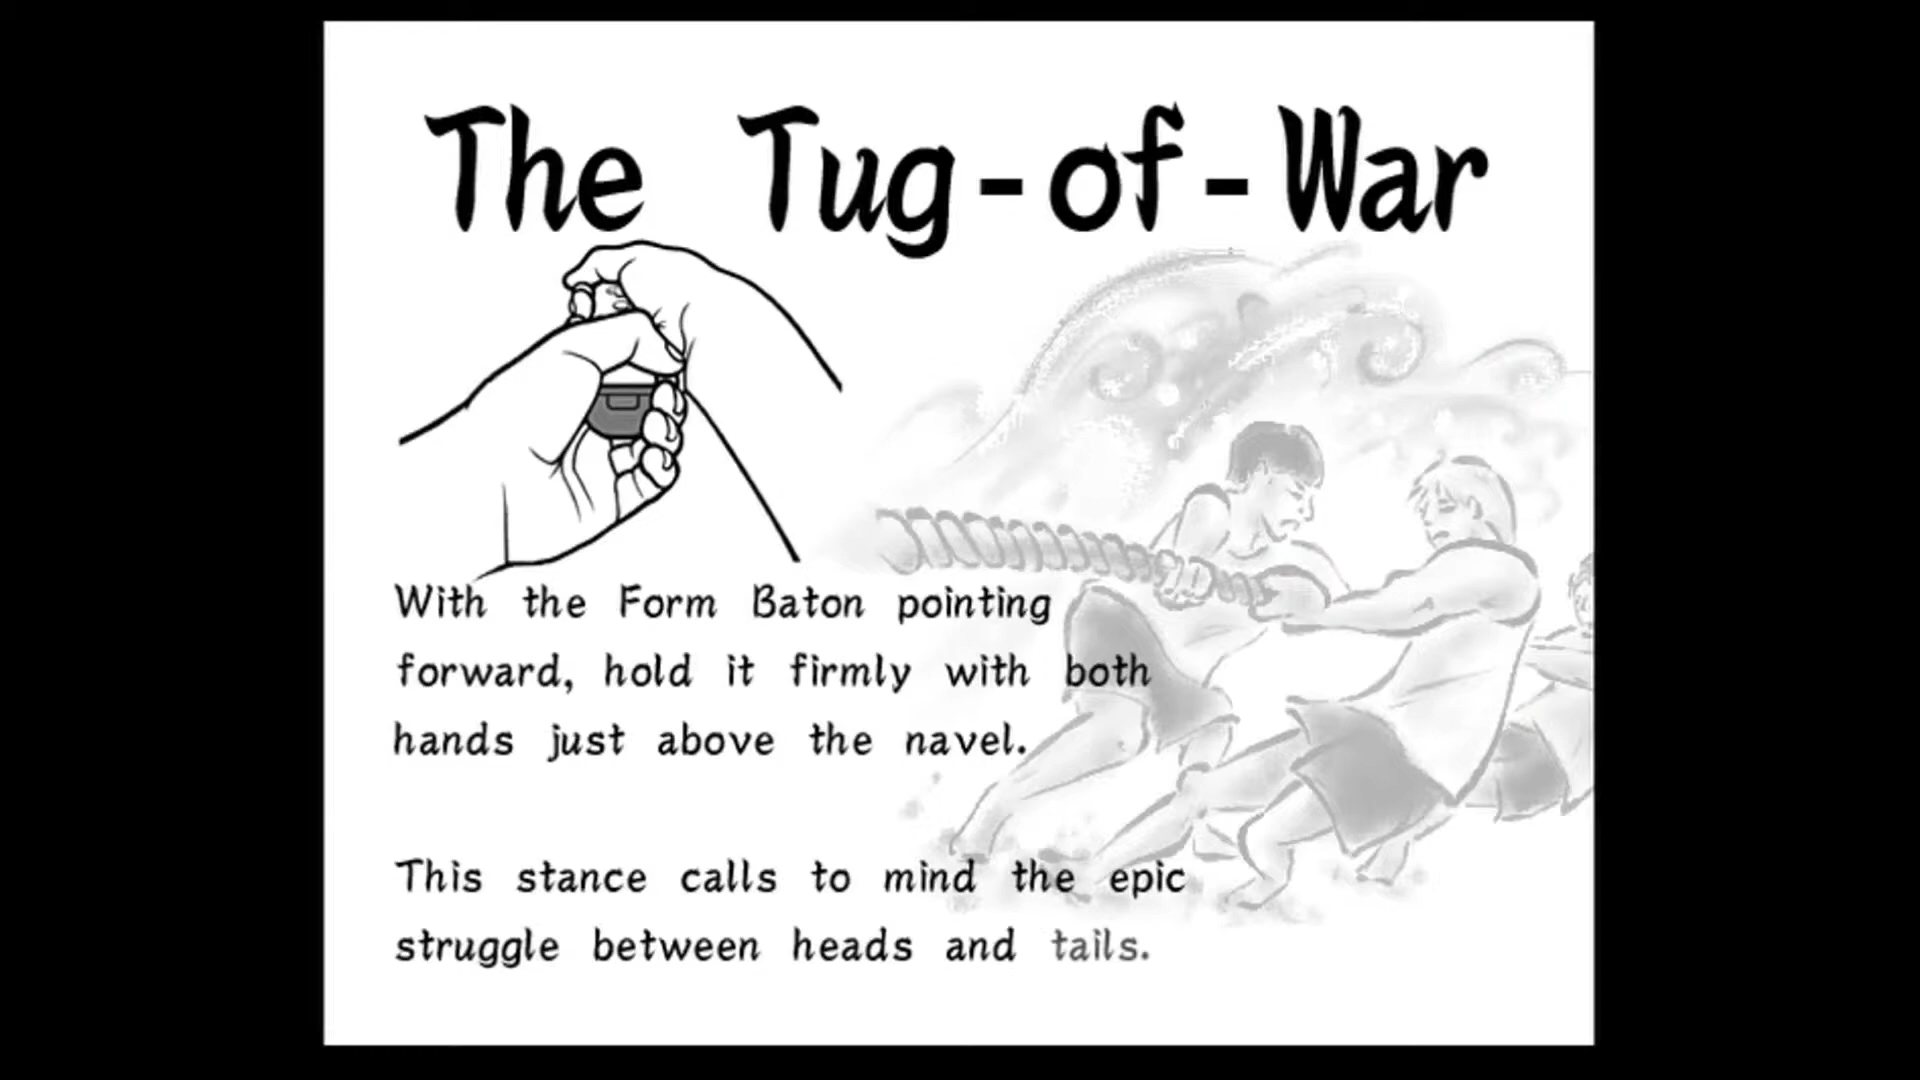 The Tug-of-War
With the Form Baton pointing
forward, hold it firmly with both
hands just above the navel.
This stance calls to mind the epic
struggle between heads and tails.